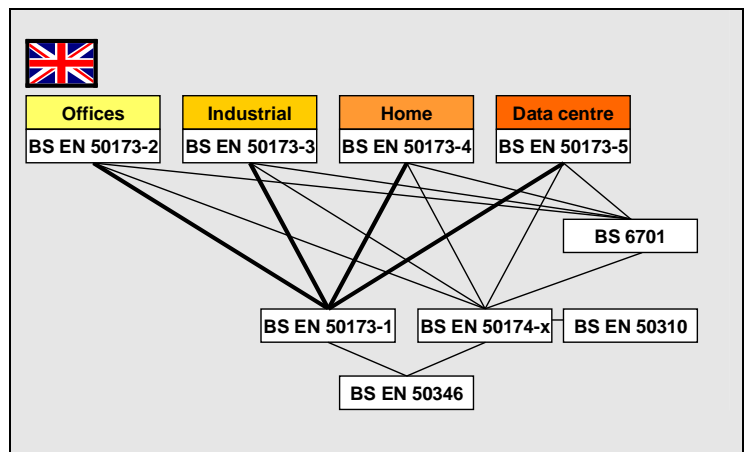 Offices
Industrial
Home
Data centre
BS EN 50173-2
BS EN 50173-3
BS EN 50173-4
BS EN 50173-5
BS 6701
BS EN 50173-1
BS EN 50174-x
BS EN 50310
BS EN 50346